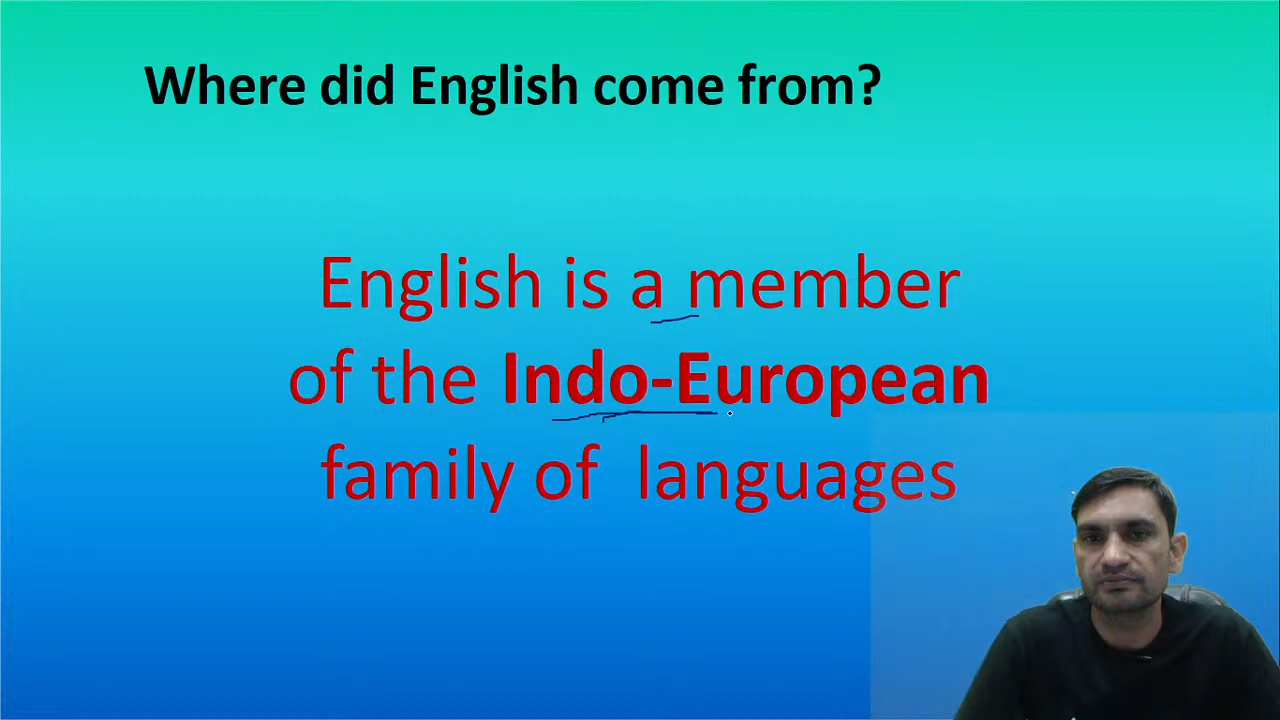 Where did English come from?
English is a member
of the Indo-European
family of languages